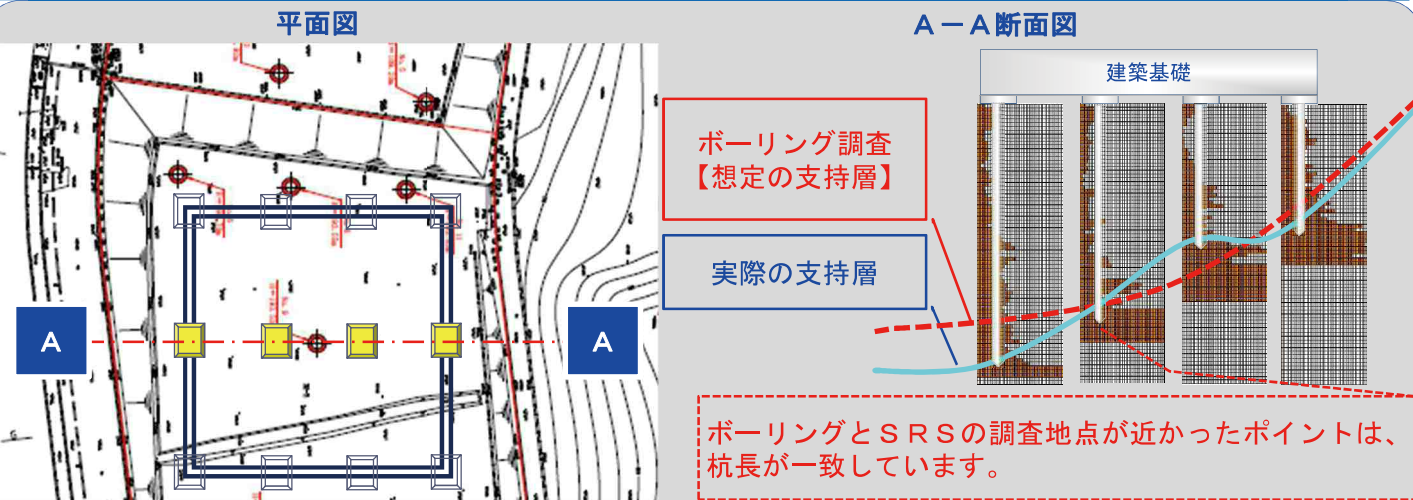 平面図
A－A断面図
建築基礎
ボーリング調査
【想定の支持層】
実際の支持層
A
A
ボーリングとＳＲＳの調査地点が近かったポイントは、
杭長が一致しています。